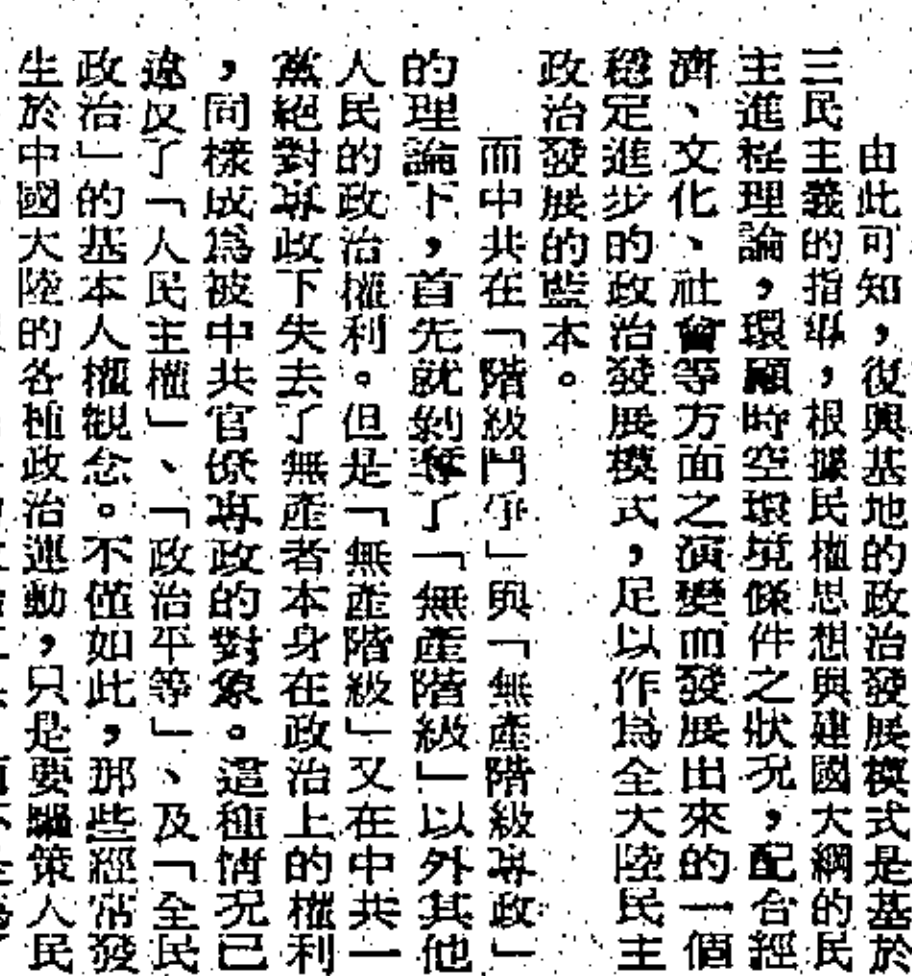 由此可知，復興基地的政治發展模式是基於
三民主義的指導，根據民權思想與建國大綱的民
主進程理論，環顧時空環境條件之狀況，配合經
濟、文化、社會等方面之演變而發展出來的一個
穩定進步的政治發展模式，足以作爲全大陸民主
政治發展的藍本。
而中共在「階級鬥爭」與「無產階級專政」
的理論下，首先就剝奪了「無產階級」以外其他
人民的政治權利。但是「無產階級」又在中共一
黨絕對專政下失去了無產者本身在政治上的權利
，同樣成爲被中共官僚專政的對象。這種情況已
違反了「人民主權」、「政治平等」、及「全民
政治」的基本人權觀念。不僅如此，那些經常發
生於中國大陸的各種政治運動，只是要驅策人民